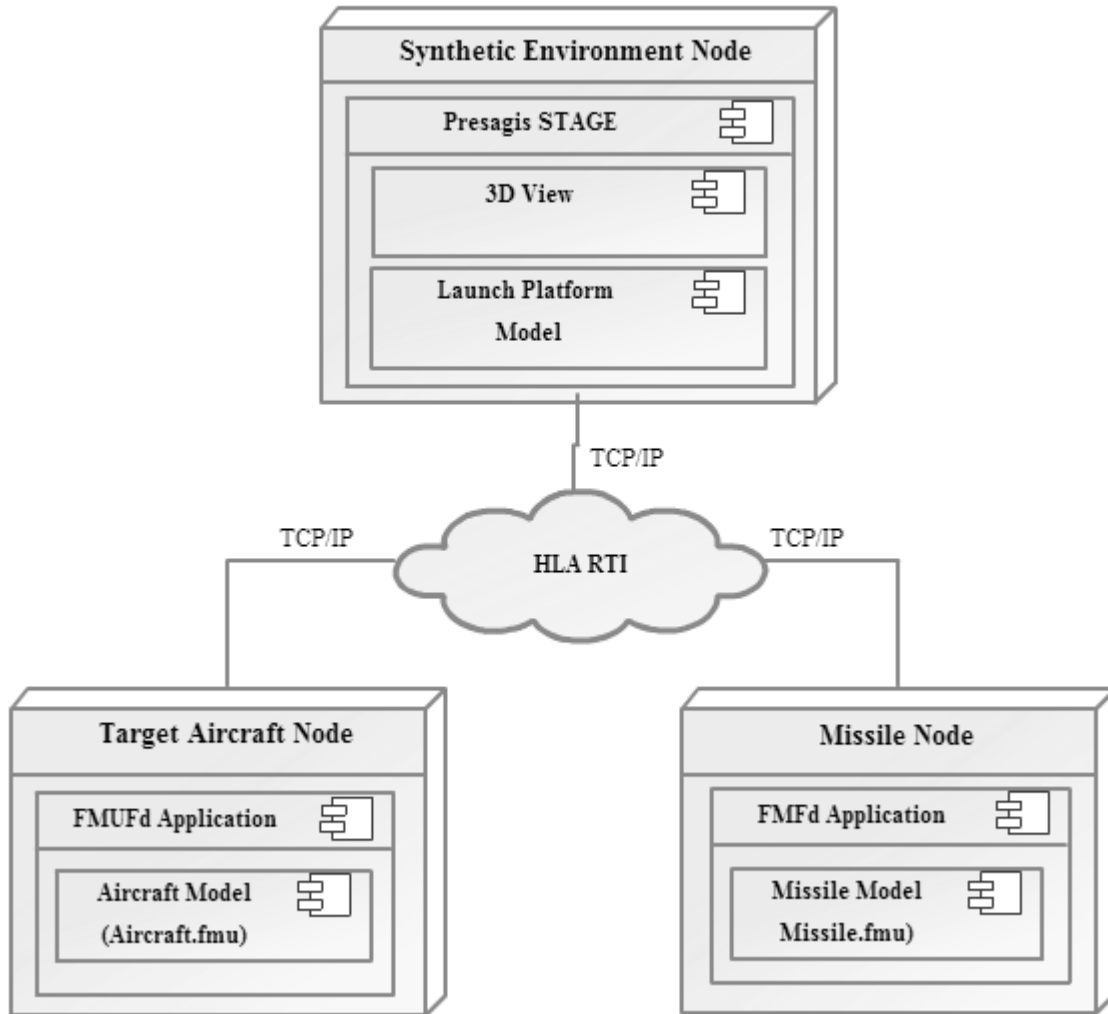 Synthetic Environment Node
Presagis STAGE
3D View
Launch Platform
Model
TCP/IP
TCP/IP
HLA RTI
TCP/IP
Target Aircraft Node
FMUFd Application
Aircraft Model
(Aircraft.fmu)
Missile Node
FMFd Application
Missile Model
Missile.fmu)